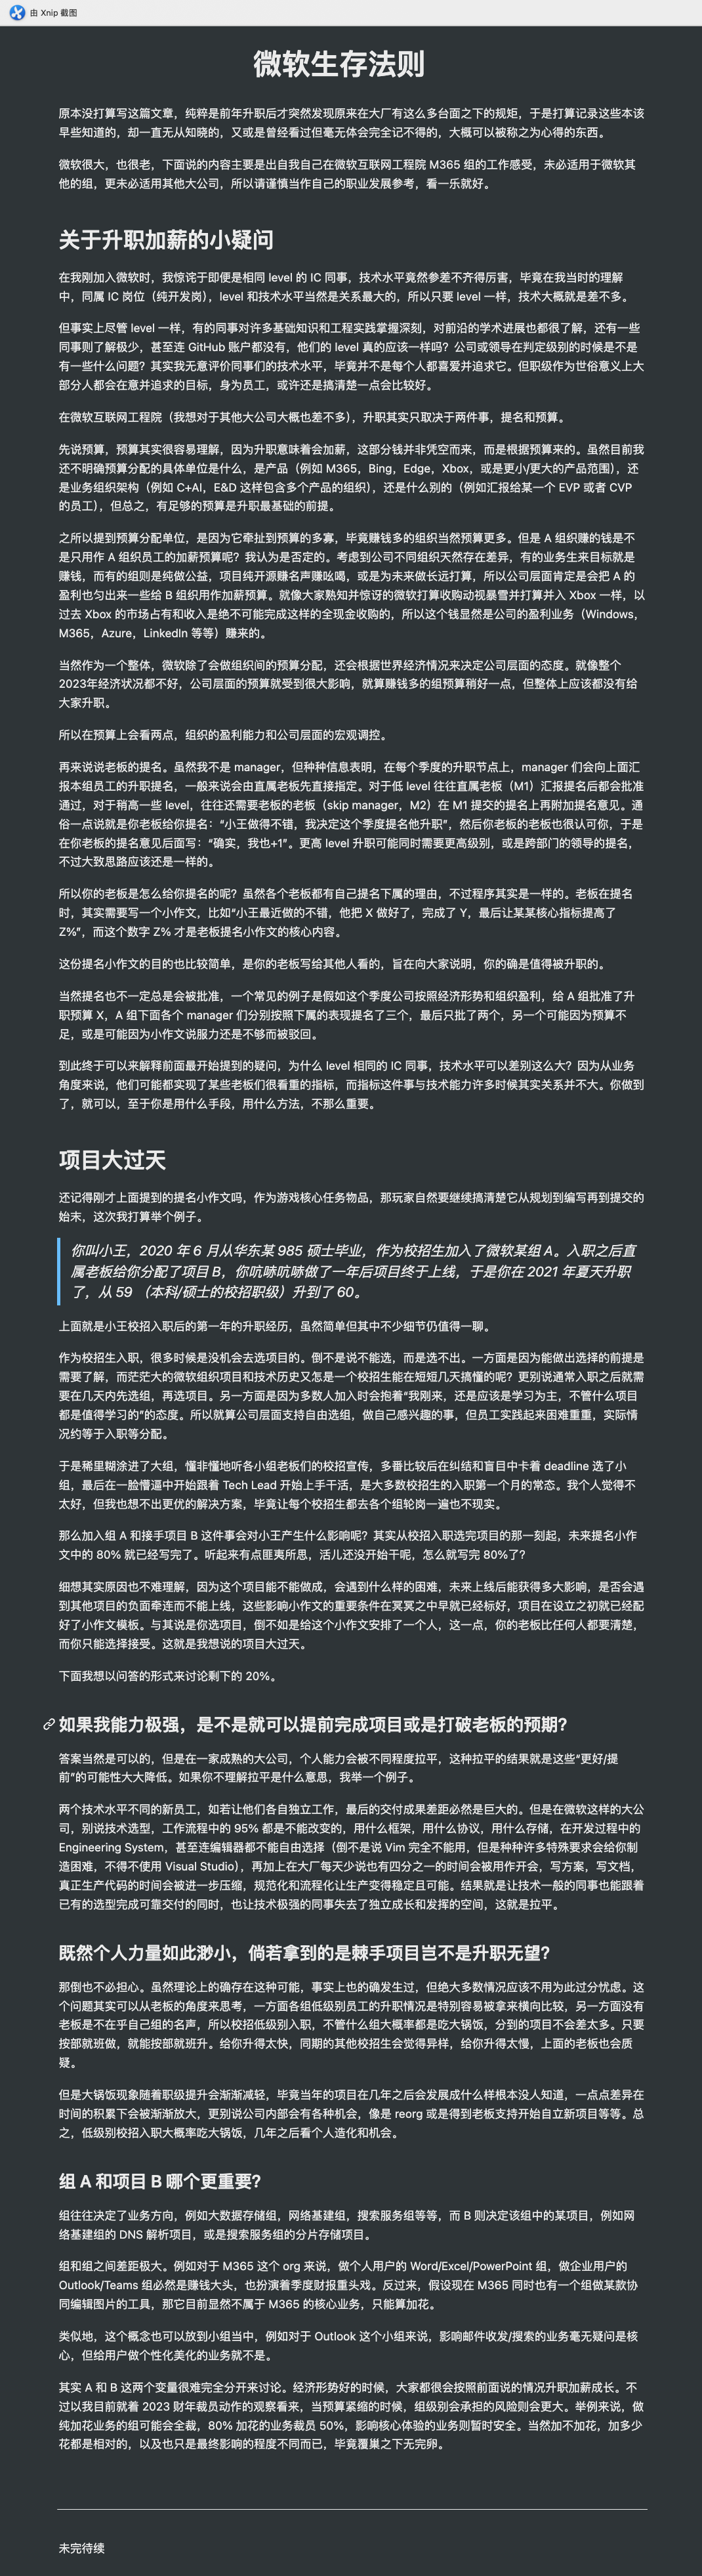 由 Xnip 截图
微软生存法则
原本没打算写这篇文章，纯粹是前年升职后才突然发现原来在大厂有这么多台面之下的规矩，于是打算记录这些本该
早些知道的，却一直无从知晓的，又或是曾经看过但毫无体会完全记不得的，大概可以被称之为心得的东西。
微软很大，也很老，下面说的内容主要是出自我自己在微软互联网工程院 M365 组的工作感受，未必适用于微软其
他的组，更未必适用其他大公司，所以请谨慎当作自己的职业发展参考，看一乐就好。
关于升职加薪的小疑问
在我刚加入微软时，我惊诧于即便是相同 level 的 IC 同事，技术水平竟然参差不齐得厉害，毕竟在我当时的理解
中，同属 IC 岗位（纯开发岗），level 和技术水平当然是关系最大的，所以只要 level 一样，技术大概就是差不多。
但事实上尽管 level 一样，有的同事对许多基础知识和工程实践掌握深刻，对前沿的学术进展也都很了解，还有一些
同事则了解极少，甚至连 GitHub 账户都没有，他们的 level 真的应该一样吗？公司或领导在判定级别的时候是不是
有一些什么问题？其实我无意评价同事们的技术水平，毕竟并不是每个人都喜爱并追求它。但职级作为世俗意义上大
部分人都会在意并追求的目标，身为员工，或许还是搞清楚一点会比较好。
在微软互联网工程院（我想对于其他大公司大概也差不多），升职其实只取决于两件事，提名和预算。
先说预算，预算其实很容易理解，因为升职意味着会加薪，这部分钱并非凭空而来，而是根据预算来的。虽然目前我
还不明确预算分配的具体单位是什么，是产品（例如 M365，Bing，Edge，Xbox，或是更小/更大的产品范围），还
是业务组织架构（例如 C+AI，E&D 这样包含多个产品的组织），还是什么别的（例如汇报给某一个 EVP 或者 CVP
的员工），但总之，有足够的预算是升职最基础的前提。
之所以提到预算分配单位，是因为它牵扯到预算的多寡，毕竟赚钱多的组织当然预算更多。但是 A 组织赚的钱是不
是只用作 A 组织员工的加薪预算呢？我认为是否定的。考虑到公司不同组织天然存在差异，有的业务生来目标就是
赚钱，而有的组则是纯做公益，项目纯开源赚名声赚吆喝，或是为未来做长远打算，所以公司层面肯定是会把 A 的
盈利也匀出来一些给 B 组织用作加薪预算。就像大家熟知并惊讶的微软打算收购动视暴雪并打算并入 Xbox 一样，以
过去 Xbox 的市场占有和收入是绝不可能完成这样的全现金收购的，所以这个钱显然是公司的盈利业务（Windows，
M365，Azure，LinkedIn 等等）赚来的。
当然作为一个整体，微软除了会做组织间的预算分配，还会根据世界经济情况来决定公司层面的态度。就像整个
2023年经济状况都不好，公司层面的预算就受到很大影响，就算赚钱多的组预算稍好一点，但整体上应该都没有给
大家升职。
所以在预算上会看两点，组织的盈利能力和公司层面的宏观调控。
再来说说老板的提名。虽然我不是 manager，但种种信息表明，在每个季度的升职节点上，manager 们会向上面汇
报本组员工的升职提名，一般来说会由直属老板先直接指定。对于低 level 往往直属老板（M1）汇报提名后都会批准
通过，对于稍高一些 level，往往还需要老板的老板（skip manager，M2）在 M1 提交的提名上再附加提名意见。通
俗一点说就是你老板给你提名：“小王做得不错，我决定这个季度提名他升职”，然后你老板的老板也很认可你，于是
在你老板的提名意见后面写：“确实，我也+1”。更高 level 升职可能同时需要更高级别，或是跨部门的领导的提名，
不过大致思路应该还是一样的。
所以你的老板是怎么给你提名的呢？虽然各个老板都有自己提名下属的理由，不过程序其实是一样的。老板在提名
时，其实需要写一个小作文，比如“小王最近做的不错，他把 X 做好了，完成了 Y，最后让某某核心指标提高了
Z%”，而这个数字 Z% 才是老板提名小作文的核心内容。
这份提名小作文的目的也比较简单，是你的老板写给其他人看的，旨在向大家说明，你的确是值得被升职的。
当然提名也不一定总是会被批准，一个常见的例子是假如这个季度公司按照经济形势和组织盈利，给 A 组批准了升
职预算 X，A 组下面各个 manager 们分别按照下属的表现提名了三个，最后只批了两个，另一个可能因为预算不
足，或是可能因为小作文说服力还是不够而被驳回。
到此终于可以来解释前面最开始提到的疑问，为什么 level 相同的 IC 同事，技术水平可以差别这么大？因为从业务
角度来说，他们可能都实现了某些老板们很看重的指标，而指标这件事与技术能力许多时候其实关系并不大。你做到
了，就可以，至于你是用什么手段，用什么方法，不那么重要。
项目大过天
还记得刚才上面提到的提名小作文吗，作为游戏核心任务物品，那玩家自然要继续搞清楚它从规划到编写再到提交的
始末，这次我打算举个例子。
你叫小王，2020 年 6 月从华东某 985 硕士毕业，作为校招生加入了微软某组 A。入职之后直
属老板给你分配了项目 B，你吭哧吭哧做了一年后项目终于上线，于是你在 2021 年夏天升职
了，从 59 （本科/硕士的校招职级）升到了 60。
上面就是小王校招入职后的第一年的升职经历，虽然简单但其中不少细节仍值得一聊。
作为校招生入职，很多时候是没机会去选项目的。倒不是说不能选，而是选不出。一方面是因为能做出选择的前提是
需要了解，而茫茫大的微软组织项目和技术历史又怎是一个校招生能在短短几天搞懂的呢？更别说通常入职之后就需
要在几天内先选组，再选项目。另一方面是因为多数人加入时会抱着“我刚来，还是应该是学习为主，不管什么项目
都是值得学习的”的态度。所以就算公司层面支持自由选组，做自己感兴趣的事，但员工实践起来困难重重，实际情
况约等于入职等分配。
于是稀里糊涂进了大组，懂非懂地听各小组老板们的校招宣传，多番比较后在纠结和盲目中卡着 deadline 选了小
组，最后在一脸懵逼中开始跟着 Tech Lead 开始上手干活，是大多数校招生的入职第一个月的常态。我个人觉得不
太好，但我也想不出更优的解决方案，毕竟让每个校招生都去各个组轮岗一遍也不现实。
那么加入组 A 和接手项目 B 这件事会对小王产生什么影响呢？其实从校招入职选完项目的那一刻起，未来提名小作
文中的 80% 就已经写完了。听起来有点匪夷所思，活儿还没开始干呢，怎么就写完 80%了？
细想其实原因也不难理解，因为这个项目能不能做成，会遇到什么样的困难，未来上线后能获得多大影响，是否会遇
到其他项目的负面牵连而不能上线，这些影响小作文的重要条件在冥冥之中早就已经标好，项目在设立之初就已经配
好了小作文模板。与其说是你选项目，倒不如是给这个小作文安排了一个人，这一点，你的老板比任何人都要清楚，
而你只能选择接受。这就是我想说的项目大过天。
下面我想以问答的形式来讨论剩下的 20%。
如果我能力极强，是不是就可以提前完成项目或是打破老板的预期？
答案当然是可以的，但是在一家成熟的大公司，个人能力会被不同程度拉平，这种拉平的结果就是这些“更好/提
前”的可能性大大降低。如果你不理解拉平是什么意思，我举一个例子。
两个技术水平不同的新员工，如若让他们各自独立工作，最后的交付成果差距必然是巨大的。但是在微软这样的大公
司，别说技术选型，工作流程中的 95% 都是不能改变的，用什么框架，用什么协议，用什么存储，在开发过程中的
Engineering System，甚至连编辑器都不能自由选择（倒不是说 Vim 完全不能用，但是种种许多特殊要求会给你制
造困难，不得不使用 Visual Studio），再加上在大厂每天少说也有四分之一的时间会被用作开会，写方案，写文档，
真正生产代码的时间会被进一步压缩，规范化和流程化让生产变得稳定且可能。结果就是让技术一般的同事也能跟着
已有的选型完成可靠交付的同时，也让技术极强的同事失去了独立成长和发挥的空间，这就是拉平。
既然个人力量如此渺小，倘若拿到的是棘手项目岂不是升职无望？
那倒也不必担心。虽然理论上的确存在这种可能，事实上也的确发生过，但绝大多数情况应该不用为此过分忧虑。这
个问题其实可以从老板的角度来思考，一方面各组低级别员工的升职情况是特别容易被拿来横向比较，另一方面没有
老板是不在乎自己组的名声，所以校招低级别入职，不管什么组大概率都是吃大锅饭，分到的项目不会差太多。只要
按部就班做，就能按部就班升。给你升得太快，同期的其他校招生会觉得异样，给你升得太慢，上面的老板也会质
疑。
但是大锅饭现象随着职级提升会渐渐减轻，毕竟当年的项目在几年之后会发展成什么样根本没人知道，一点点差异在
时间的积累下会被渐渐放大，更别说公司内部会有各种机会，像是 reorg 或是得到老板支持开始自立新项目等等。总
之，低级别校招入职大概率吃大锅饭，几年之后看个人造化和机会。
组 A 和项目 B 哪个更重要？
组往往决定了业务方向，例如大数据存储组，网络基建组，搜索服务组等等，而 B 则决定该组中的某项目，例如网
络基建组的 DNS 解析项目，或是搜索服务组的分片存储项目。
组和组之间差距极大。例如对于 M365 这个 org 来说，做个人用户的 Word/Excel/PowerPoint 组，做企业用户的
Outlook/Teams 组必然是赚钱大头，也扮演着季度财报重头戏。反过来，假设现在 M365 同时也有一个组做某款协
同编辑图片的工具，那它目前显然不属于 M365 的核心业务，只能算加花。
类似地，这个概念也可以放到小组当中，例如对于 Outlook 这个小组来说，影响邮件收发/搜索的业务毫无疑问是核
心，但给用户做个性化美化的业务就不是。
其实 A 和 B 这两个变量很难完全分开来讨论。经济形势好的时候，大家都很会按照前面说的情况升职加薪成长。不
过以我目前就着 2023 财年裁员动作的观察看来，当预算紧缩的时候，组级别会承担的风险则会更大。举例来说，做
纯加花业务的组可能会全裁，80% 加花的业务裁员 50%，影响核心体验的业务则暂时安全。当然加不加花，加多少
花都是相对的，以及也只是最终影响的程度不同而已，毕竟覆巢之下无完卵。
未完待续